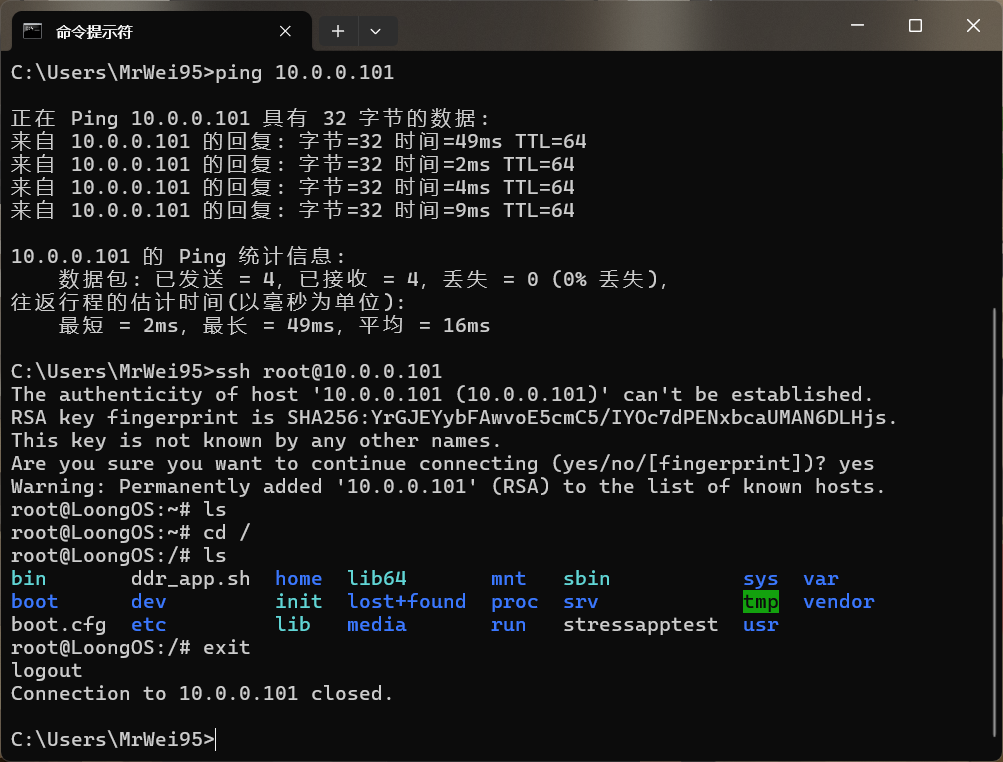 命令提示符
C:\Users\MrWei95>ping 10.0.0.101
正在 Ping 10.0.0.101 具有 32 字节的数据:
来自 10.0.0.101 的回复: 字节=32 时间=49ms TTL=64
来自 10.0.0.101 的回复: 字节=32 时间=2ms TTL=64
来自 10.0.0.101 的回复: 字节=32 时间=4ms TTL=64
来自 10.0.0.101 的回复: 字节=32 时间=9ms TTL=64
10.0.0.101 的 Ping 统计信息:
    数据包: 已发送 = 4, 已接收 = 4, 丢失 = 0 (0% 丢失),
往返行程的估计时间(以毫秒为单位):
    最短 = 2ms, 最长 = 49ms, 平均 = 16ms
C:\Users\MrWei95>ssh root@10.0.0.101
The authenticity of host '10.0.0.101 (10.0.0.101)' can't be established.
RSA key fingerprint is SHA256:YrGJEYybFAwvoE5cmC5/IYOc7dPENxbcaUMAN6DLHjs.
This key is not known by any other names.
Are you sure you want to continue connecting (yes/no/[fingerprint])? yes
Warning: Permanently added '10.0.0.101' (RSA) to the list of known hosts.
root@LoongOS:~# ls
root@LoongOS:~# cd /
root@LoongOS:/# ls
bin       ddr_app.sh  home  lib64       mnt   sbin           sys  var
boot      dev         init  lost+found  proc  srv            tmp  vendor
boot.cfg  etc         lib   media       run   stressapptest  usr
root@LoongOS:/# exit
logout
Connection to 10.0.0.101 closed.
C:\Users\MrWei95>